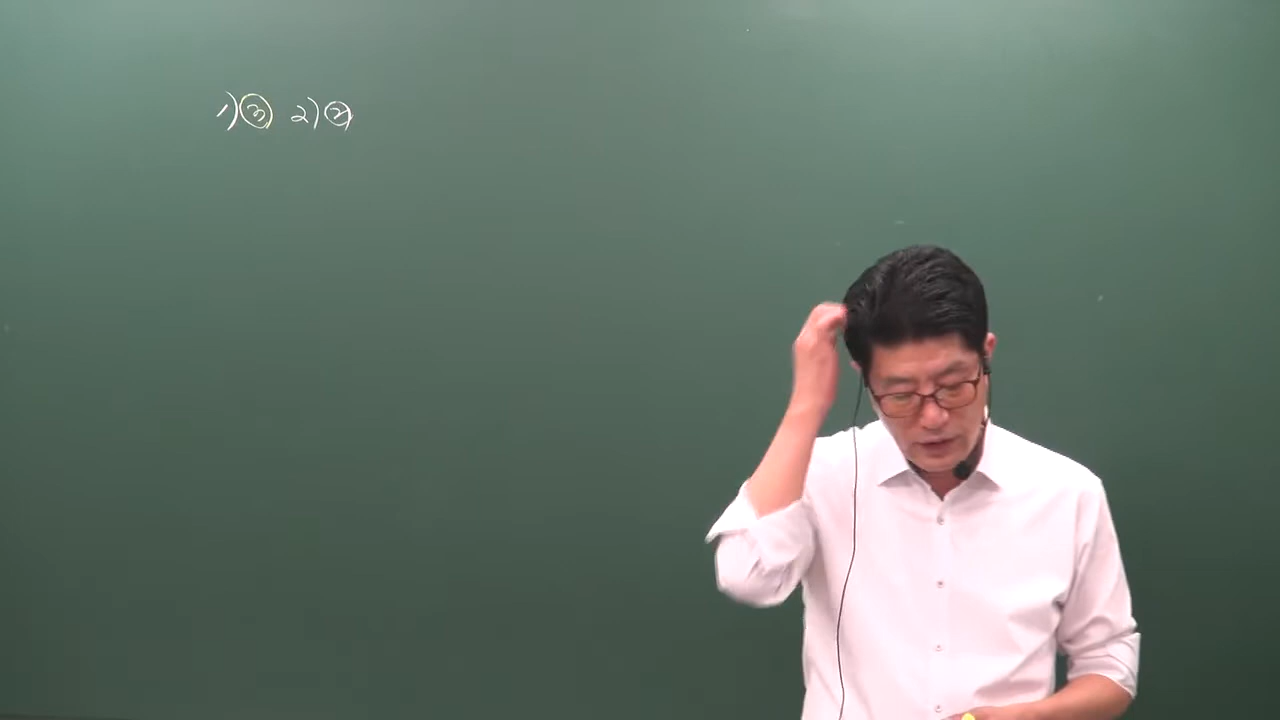 1) ③ 2) ②